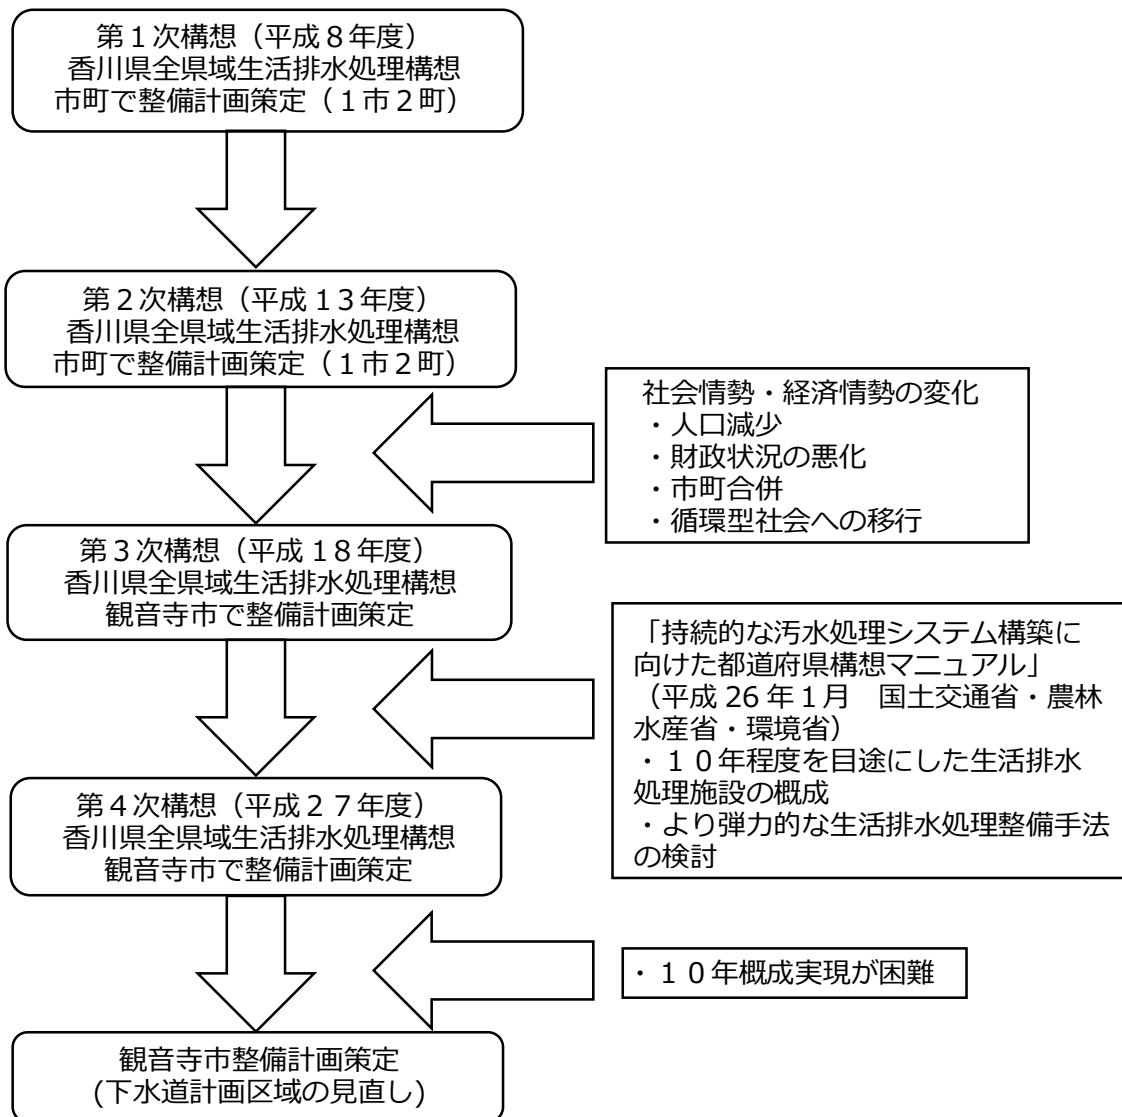 第１次構想（平成８年度）
香川県全県域生活排水処理構想
市町で整備計画策定（１市２町）
第２次構想（平成１３年度）
香川県全県域生活排水処理構想
市町で整備計画策定（１市２町）
社会情勢・経済情勢の変化
・人口減少
・財政状況の悪化
・市町合併
・循環型社会への移行
第３次構想（平成１８年度）
香川県全県域生活排水処理構想
観音寺市で整備計画策定
「持続的な汚水処理システム構築に
向けた都道府県構想マニュアル」
（平成 26 年１月　国土交通省・農林
水産省・環境省）
・１０年程度を目途にした生活排水
処理施設の概成
・より弾力的な生活排水処理整備手法
の検討
第４次構想（平成２７年度）
香川県全県域生活排水処理構想
観音寺市で整備計画策定
・１０年概成実現が困難
観音寺市整備計画策定
(下水道計画区域の見直し)